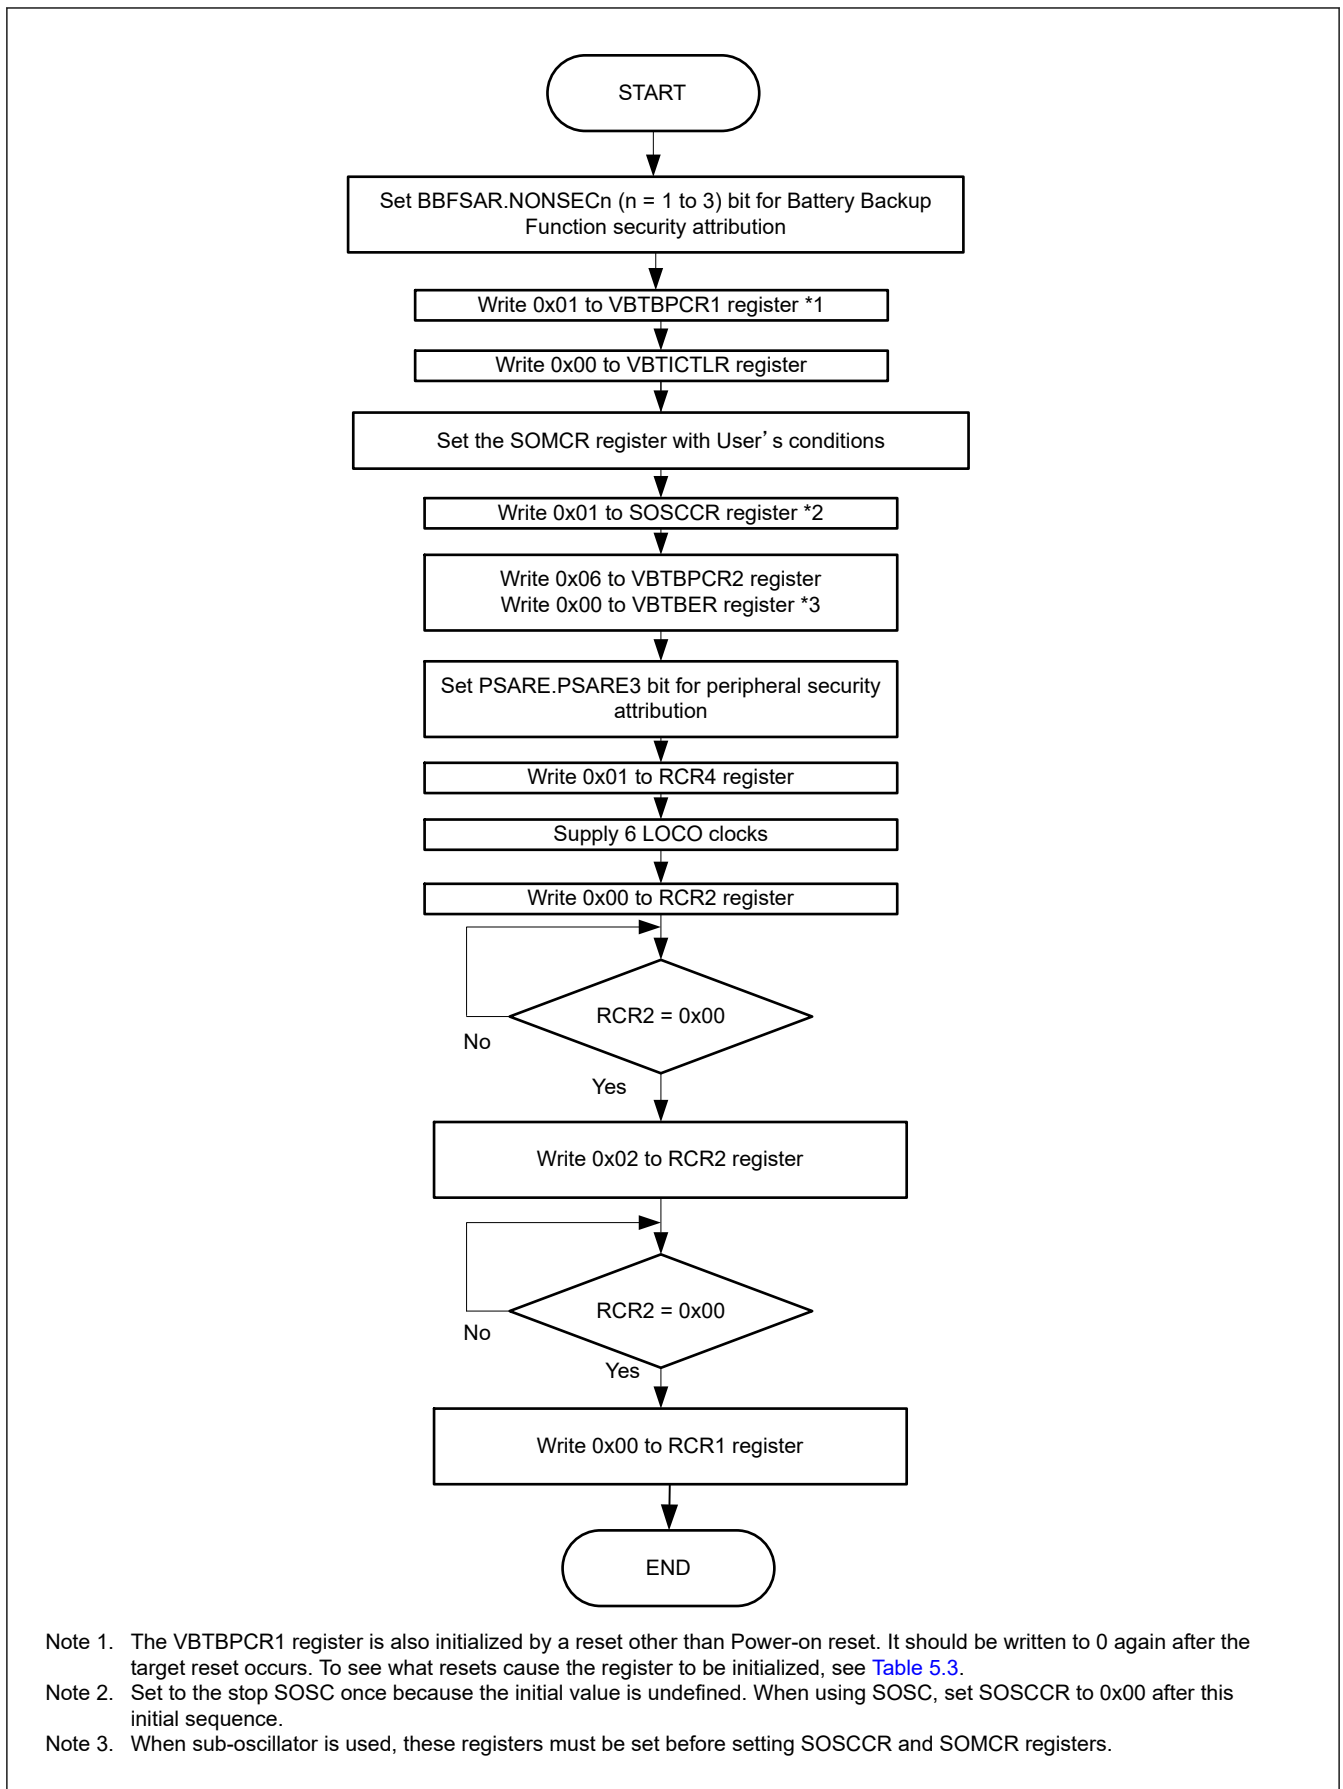 START
Set BBFSAR.NONSECn (n = 1 to 3) bit for Battery Backup
Function security attribution
Write 0x01 to VBTBPCR1 register *1
Write 0x00 to VBTICTLR register
Set the SOMCR register with User’s conditions
Write 0x01 to SOSCCR register *2
Write 0x06 to VBTBPCR2 register
Write 0x00 to VBTBER register *3
Set PSARE.PSARE3 bit for peripheral security
attribution
Write 0x01 to RCR4 register
Supply 6 LOCO clocks
Write 0x00 to RCR2 register
RCR2 = 0x00
No
Yes
Write 0x02 to RCR2 register
RCR2 = 0x00
No
Yes
Write 0x00 to RCR1 register
END
Note 1. The VBTBPCR1 register is also initialized by a reset other than Power-on reset. It should be written to 0 again after the
target reset occurs. To see what resets cause the register to be initialized, see Table 5.3.
Note 2. Set to the stop SOSC once because the initial value is undefined. When using SOSC, set SOSCCR to 0x00 after this
initial sequence.
Note 3. When sub-oscillator is used, these registers must be set before setting SOSCCR and SOMCR registers.